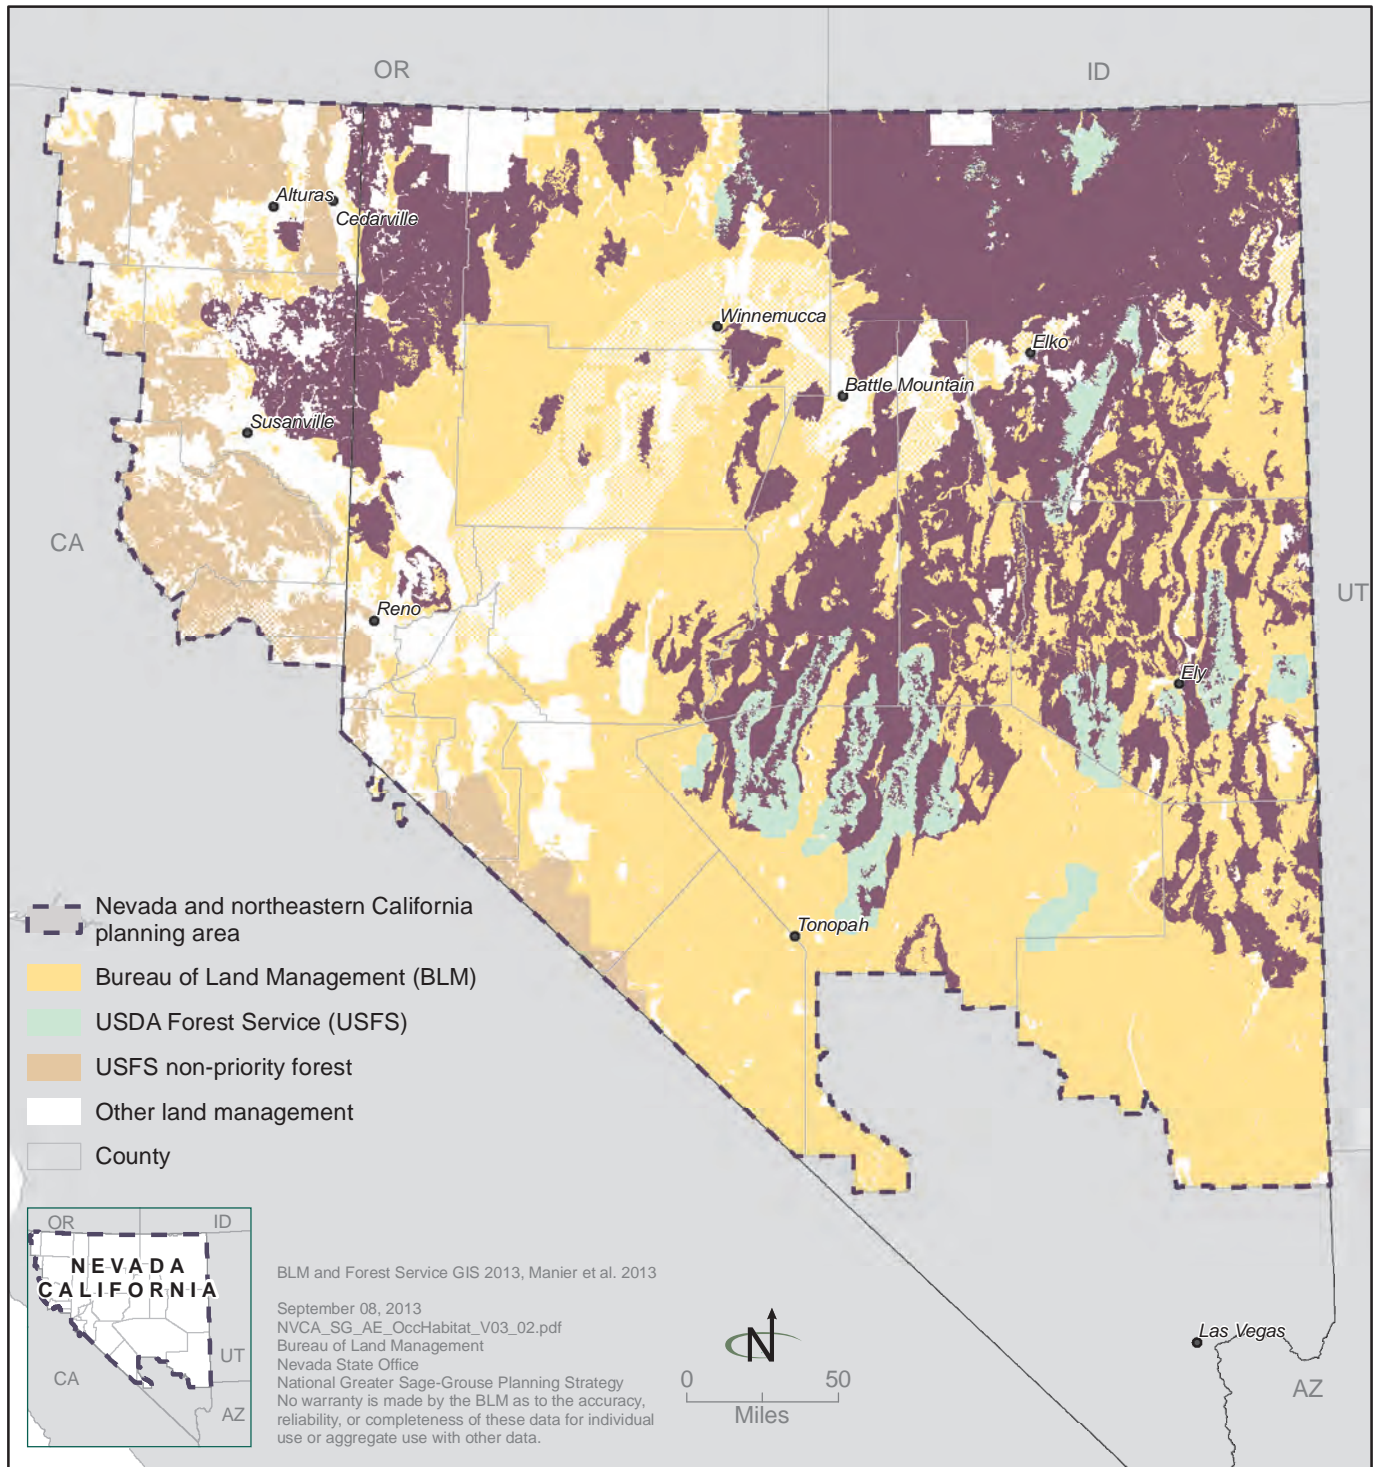 OR
ID
Alturas
Cedarville
Winnemucca
Elko
Battle Mountain
Susanville
CA
UT
Reno
Ely
Tonopah
Nevada and northeastern California
planning area
Bureau of Land Management (BLM)
USDA Forest Service (USFS)
USFS non-priority forest
Other land management
County
OR
ID
NEVADA
CALIFORNIA
UT
CA
AZ
BLM and Forest Service GIS 2013, Manier et al. 2013
September 08, 2013
NVCA_SG_AE_OccHabitat_V03_02.pdf
Bureau of Land Management
Nevada State Office
National Greater Sage-Grouse Planning Strategy
No warranty is made by the BLM as to the accuracy,
reliability, or completeness of these data for individual
use or aggregate use with other data.
N
0 50
Miles
Las Vegas
AZ